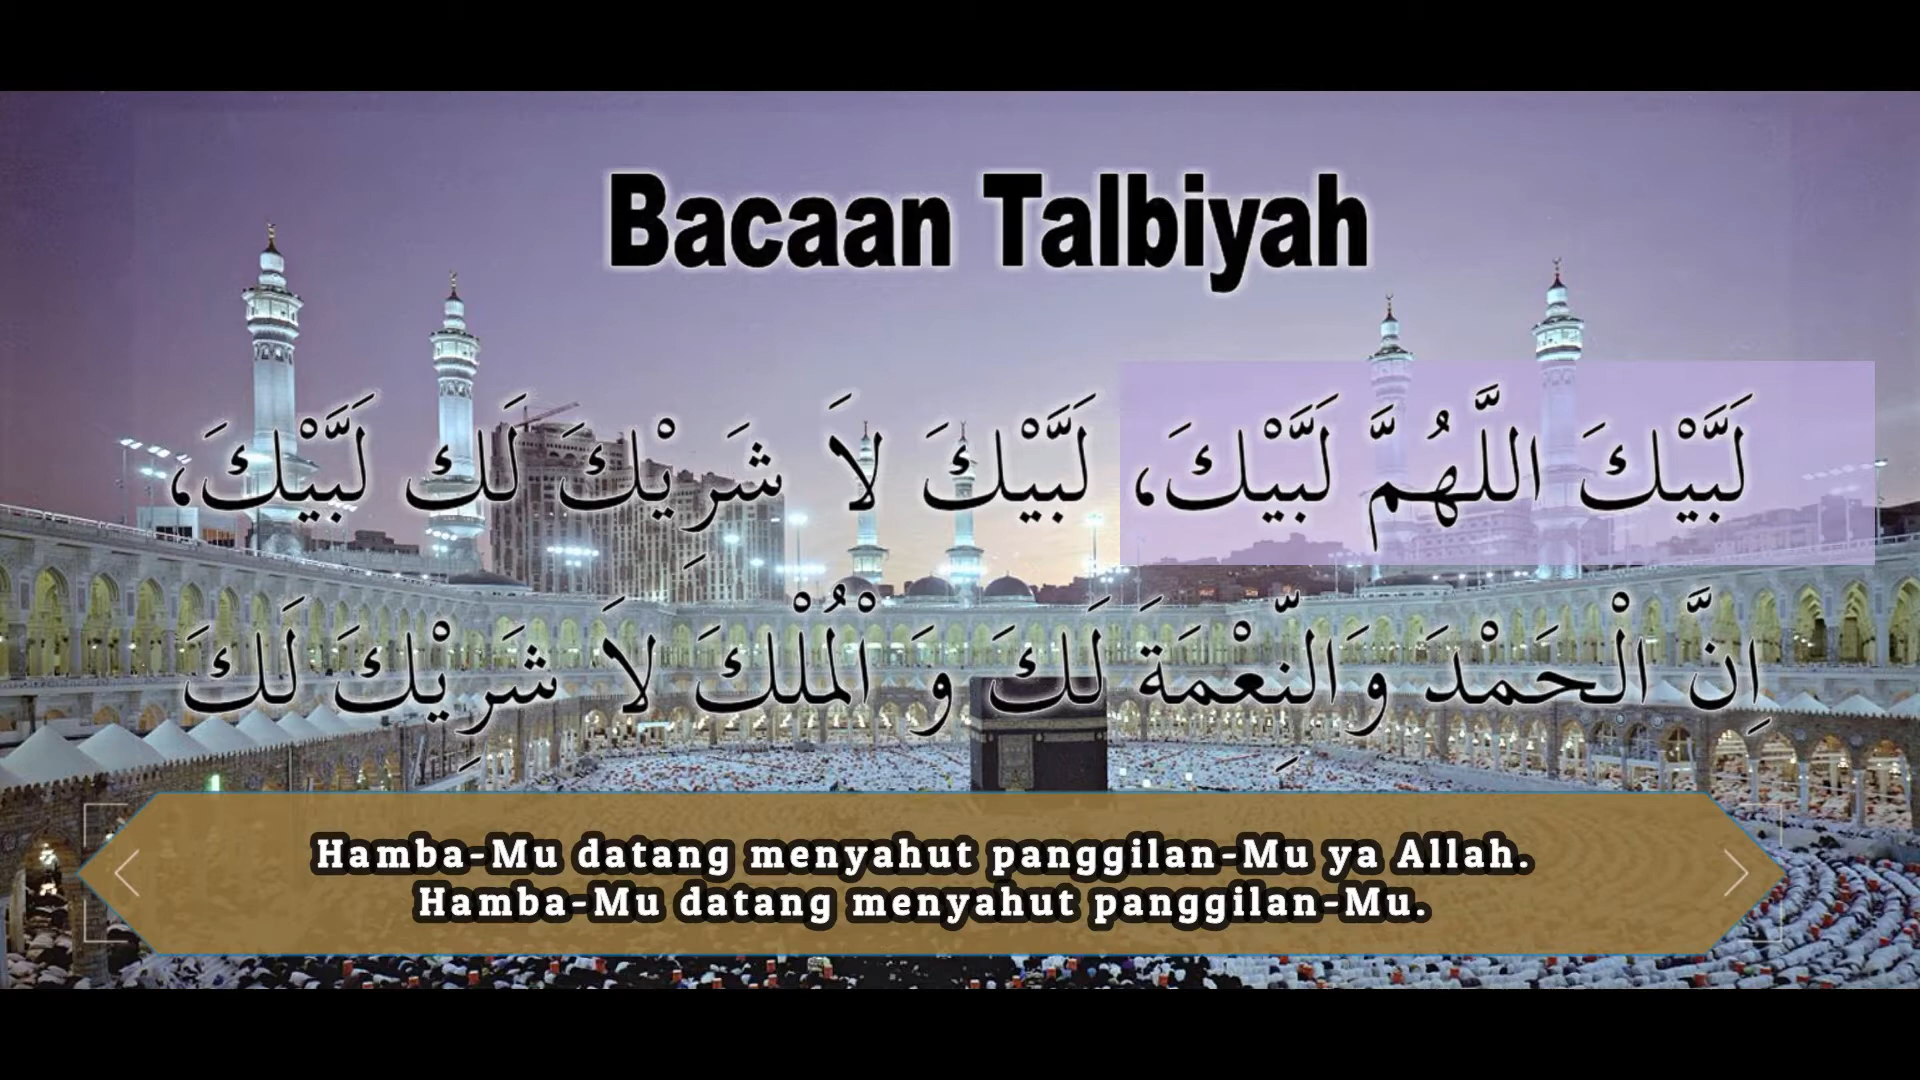 Bacaan Talbiyah
لَبَّيْكَ اللَّهُمَّ لَبَّيْكَ، لَبَّيْكَ لاَ شَرِيْكَ لَكَ لَبَّيْكَ،
اِنَّ الْحَمْدَ وَالنِّعْمَةَ لَكَ وَ الْمُلْكَ لاَ شَرِيْكَ لَكَ
Hamba-Mu datang menyahut panggilan-Mu ya Allah.
Hamba-Mu datang menyahut panggilan-Mu.